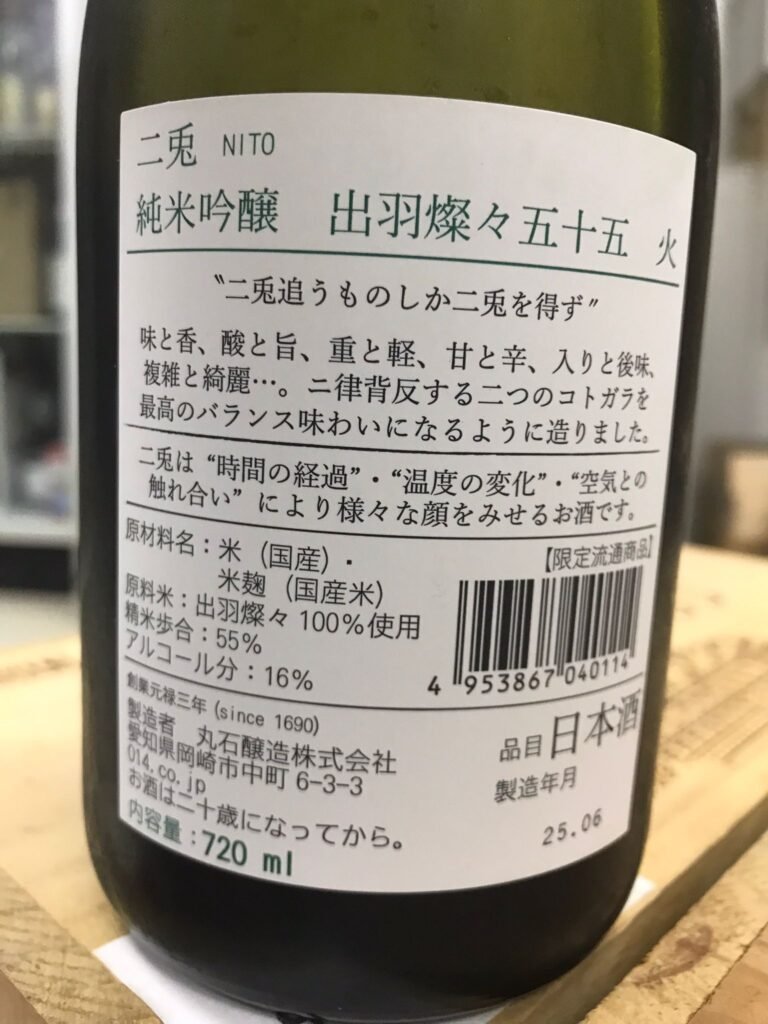 二兎 NITO
純米吟醸 出羽燦々五十五 火
〝二兎追うものしか二兎を得ず〟
味と香、酸と旨、重と軽、甘と辛、入りと後味、
複雑と綺麗…。ニ律背反する二つのコトガラを
最高のバランス味わいになるように造りました。
二兎は“時間の経過”・“温度の変化”・“空気との
触れ合い”により様々な顔をみせるお酒です。
原材料名：米（国産）・
米麹（国産米）
原料米：出羽燦々 100%使用
精米歩合：55%
アルコール分：16%
【限定流通商品】
4 953867 040114
創業元禄三年 (since 1690)
製造者 丸石醸造株式会社
愛知県岡崎市中町 6-3-3
014.co.jp
お酒は二十歳になってから。
内容量：720 ml
品目 日本酒
製造年月
25.06